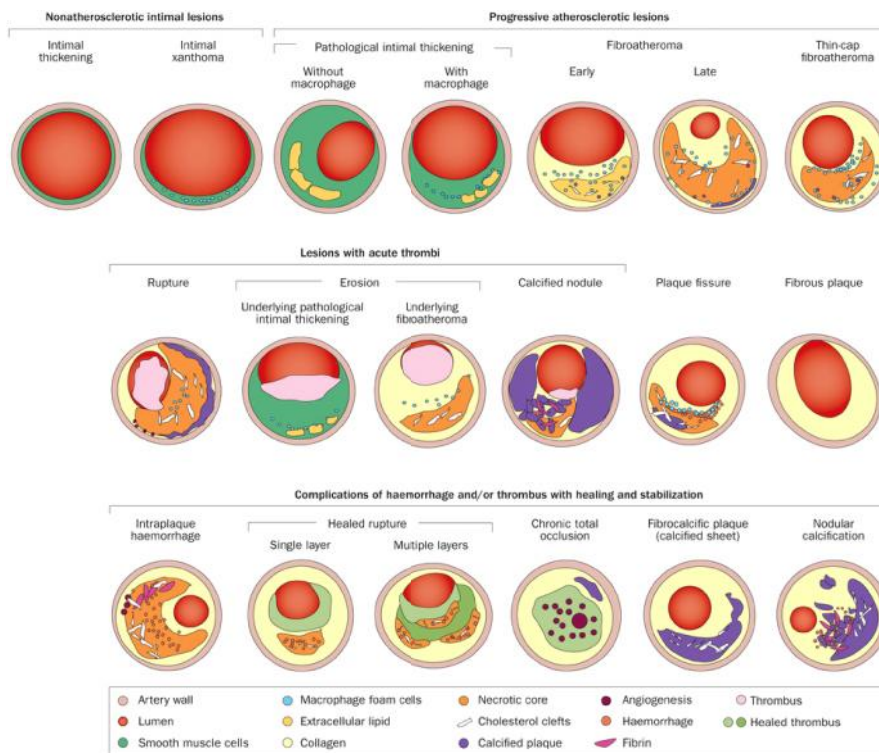 Nonatherosclerotic intimal lesions
Progressive atherosclerotic lesions
Intimal
thickening
Intimal
xanthoma
Pathological intimal thickening
Without
macrophage
With
macrophage
Fibroatheroma
Early
Late
Thin-cap
fibroatheroma
Lesions with acute thrombi
Rupture
Erosion
Underlying pathological
intimal thickening
Underlying
fibroatheroma
Calcified nodule
Plaque fissure
Fibrous plaque
Complications of haemorrhage and/or thrombus with healing and stabilization
Intraplaque
haemorrhage
Healed rupture
Single layer
Mutiple layers
Chronic total
occlusion
Fibrocalcific plaque
(calcified sheet)
Nodular
calcification
Artery wall
Macrophage foam cells
Necrotic core
Angiogenesis
Thrombus
Lumen
Extracellular lipid
Cholesterol clefts
Haemorrhage
Healed thrombus
Smooth muscle cells
Collagen
Calcified plaque
Fibrin